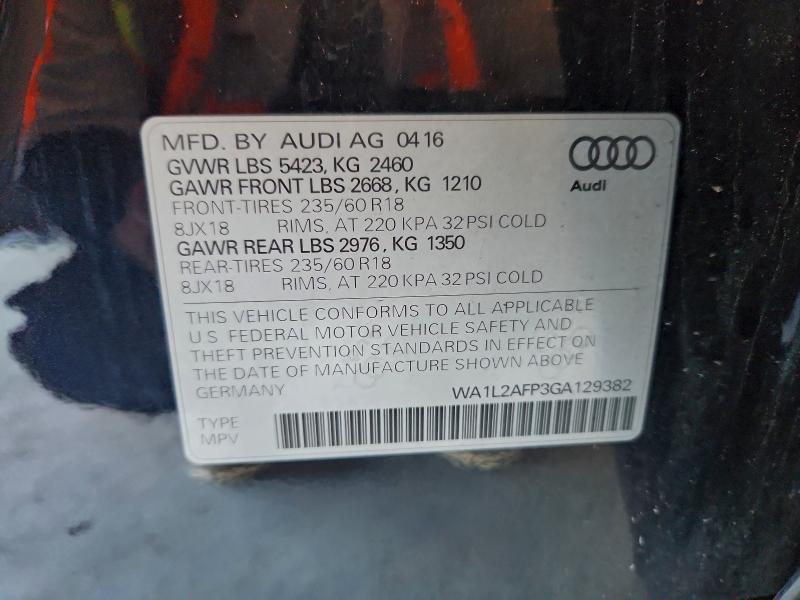 MFD. BY AUDI AG 04 16
GVWR LBS 5423, KG 2460
GAWR FRONT LBS 2668, KG 1210
FRONT-TIRES 235/60 R18
8JX18 RIMS, AT 220 KPA 32 PSI COLD
GAWR REAR LBS 2976, KG 1350
REAR-TIRES 235/60 R18
8JX18 RIMS, AT 220 KPA 32 PSI COLD
Audi
THIS VEHICLE CONFORMS TO ALL APPLICABLE
U.S. FEDERAL MOTOR VEHICLE SAFETY AND
THEFT PREVENTION STANDARDS IN EFFECT ON
THE DATE OF MANUFACTURE SHOWN ABOVE
GERMANY WA1L2AFP3GA129382
TYPE
MPV